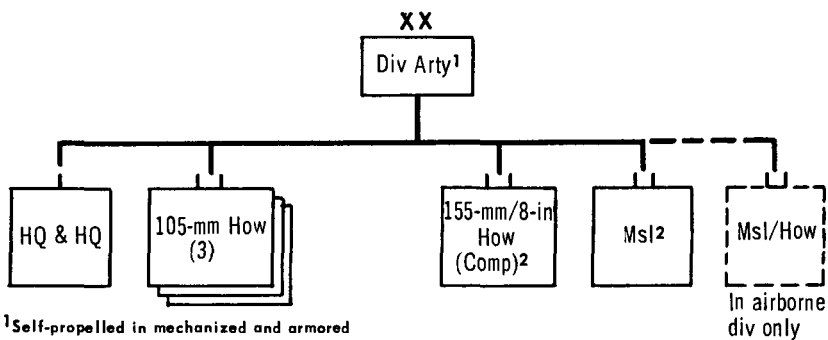 XX
Div Arty¹
HQ & HQ
105-mm How
(3)
155-mm/8-in
How
(Comp)²
Msl²
Msl/How
In airborne
div only
¹Self-propelled in mechanized and armored